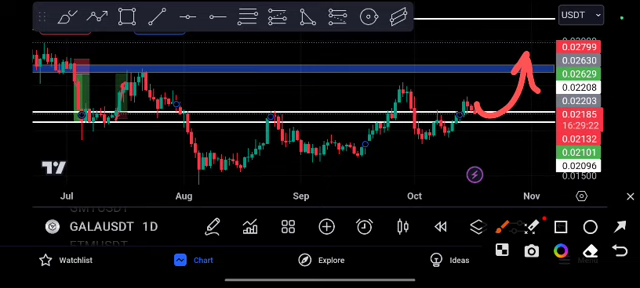 USDT
0.02799
0.02630
0.02629
0.02208
0.02203
0.02185
16:29:22
0.02132
0.02101
0.02096
0.01500
TV
Jul Aug Sep Oct Nov
GALAUSDT 1D
Watchlist Chart Explore Ideas